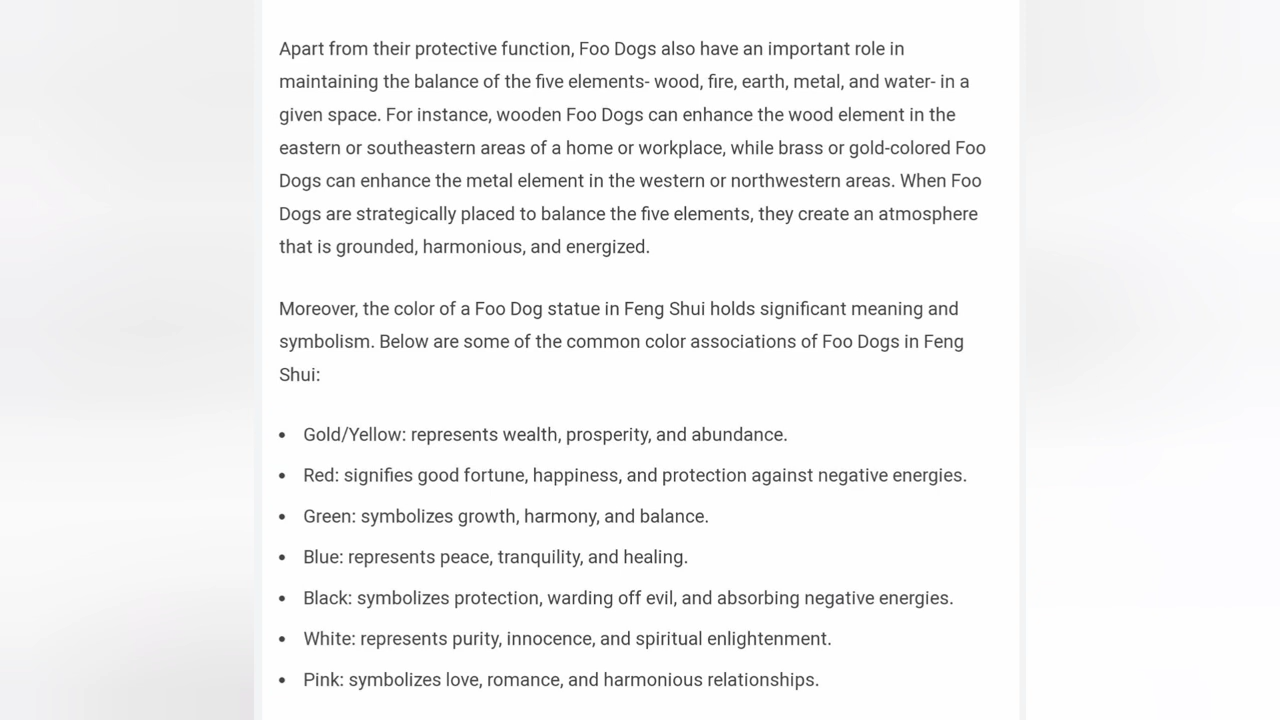 Apart from their protective function, Foo Dogs also have an important role in
maintaining the balance of the five elements- wood, fire, earth, metal, and water- in a
given space. For instance, wooden Foo Dogs can enhance the wood element in the
eastern or southeastern areas of a home or workplace, while brass or gold-colored Foo
Dogs can enhance the metal element in the western or northwestern areas. When Foo
Dogs are strategically placed to balance the five elements, they create an atmosphere
that is grounded, harmonious, and energized.
Moreover, the color of a Foo Dog statue in Feng Shui holds significant meaning and
symbolism. Below are some of the common color associations of Foo Dogs in Feng
Shui:
• Gold/Yellow: represents wealth, prosperity, and abundance.
• Red: signifies good fortune, happiness, and protection against negative energies.
• Green: symbolizes growth, harmony, and balance.
• Blue: represents peace, tranquility, and healing.
• Black: symbolizes protection, warding off evil, and absorbing negative energies.
• White: represents purity, innocence, and spiritual enlightenment.
• Pink: symbolizes love, romance, and harmonious relationships.